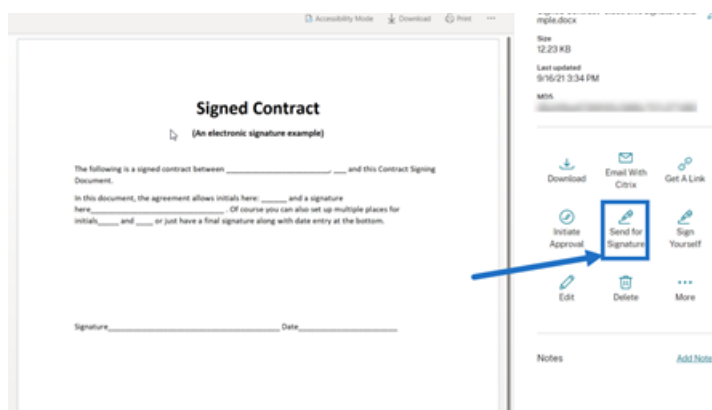 Accessibility Mode Download Print ...
mple.docx
Size
12.23 KB
Last updated
9/16/21 3:34 PM
MD5
Signed Contract
(An electronic signature example)
The following is a signed contract between ______________________________, ___ and this Contract Signing
Document.
In this document, the agreement allows initials here: ______ and a signature
here______________________________ . Of course you can also set up multiple places for
initials_____ and ____ or just have a final signature along with date entry at the bottom.
Signature__________________________________________ Date________________________
Download
Email With
Citrix
Get A Link
Initiate
Approval
Send for
Signature
Sign
Yourself
Edit
Delete
More
Notes
Add Note